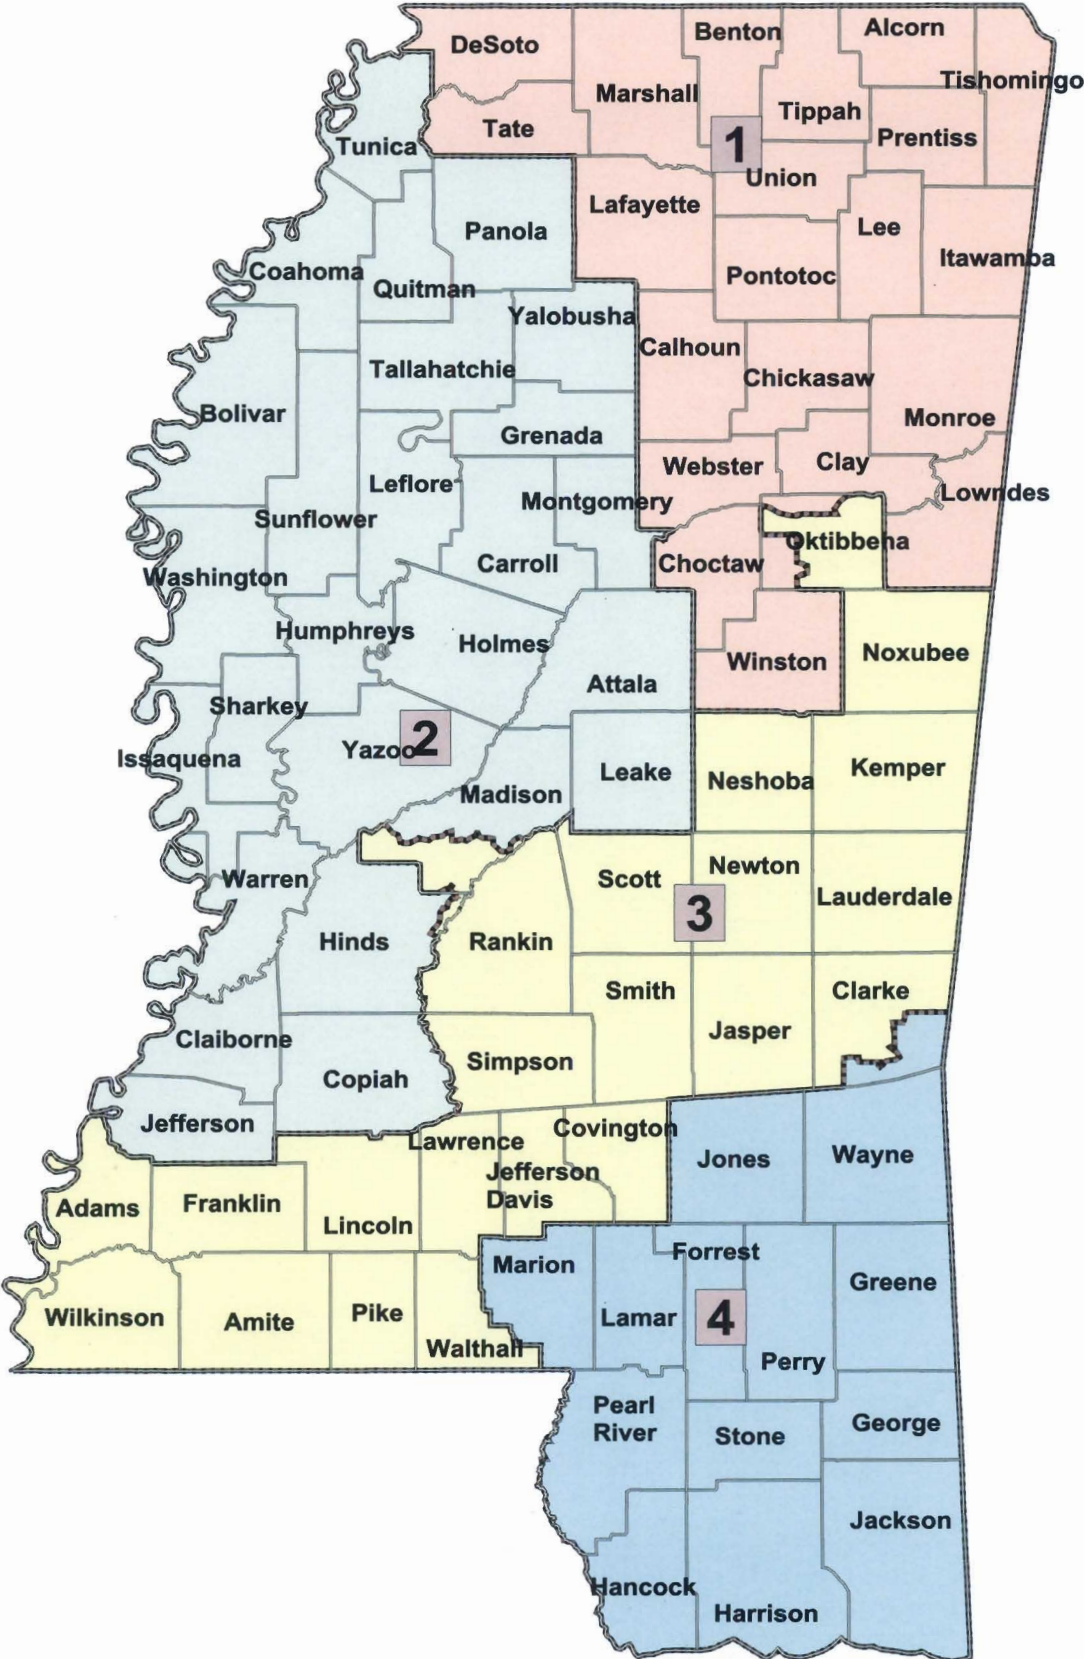 DeSoto
Benton
Alcorn
Tishomingo
Marshall
Tippah
Tate
Prentiss
1
Tunica
Union
Lafayette
Lee
Panola
Itawamba
Coahoma
Quitman
Pontotoc
Yalobusha
Calhoun
Tallahatchie
Chickasaw
Bolivar
Monroe
Grenada
Webster
Clay
Leflore
Montgomery
Lowndes
Sunflower
Oktibbeha
Carroll
Choctaw
Washington
Humphreys
Holmes
Noxubee
Winston
Attala
Sharkey
Yazoo
2
Issaquena
Leake
Kemper
Neshoba
Madison
Newton
Scott
Warren
Lauderdale
3
Hinds
Rankin
Smith
Clarke
Jasper
Claiborne
Simpson
Copiah
Jefferson
Covington
Lawrence
Jones
Wayne
Jefferson
Davis
Adams
Franklin
Lincoln
Forrest
Marion
Greene
Wilkinson
Amite
Pike
Lamar
4
Walthall
Perry
Pearl
River
George
Stone
Jackson
Hancock
Harrison